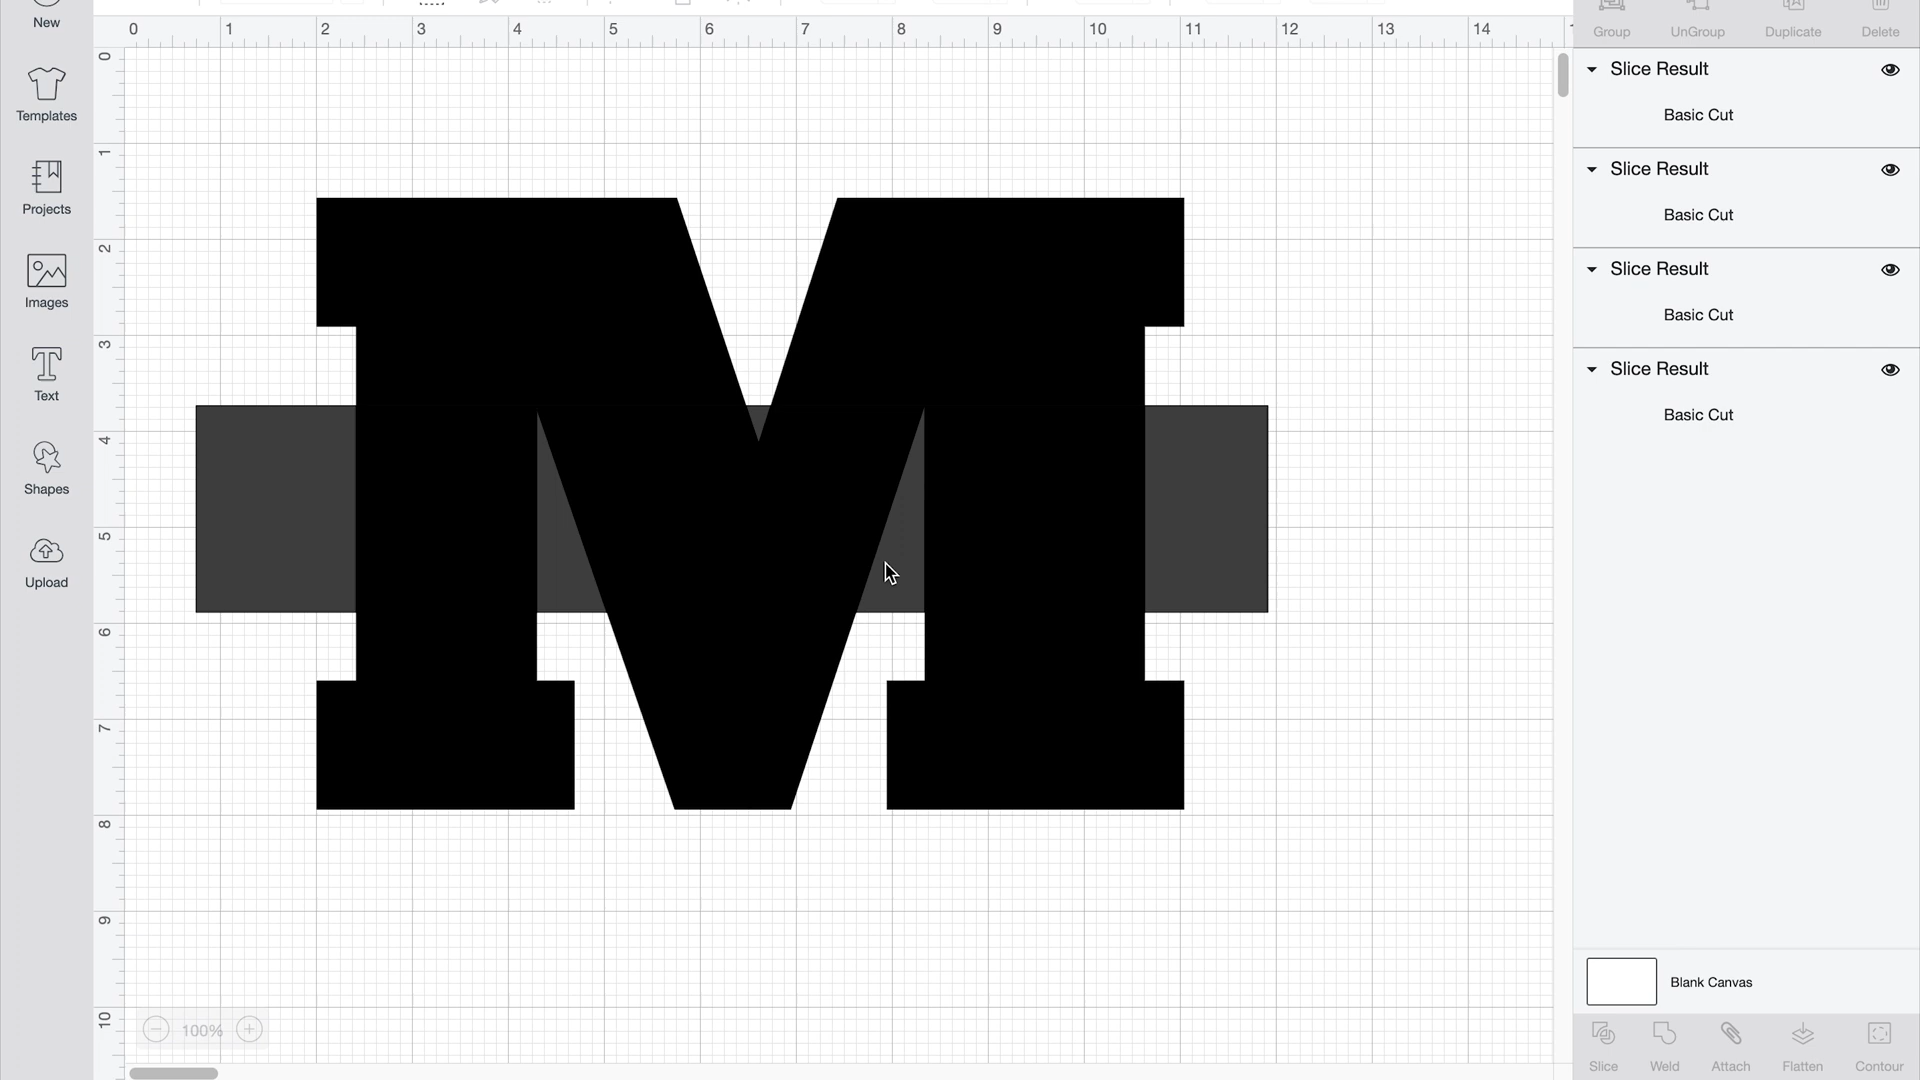 New
Templates
Projects
Images
Text
Shapes
Upload
0 1 2 3 4 5 6 7 8 9 10 11 12 13 14
0
1
2
3
4
5
6
7
8
9
10
M
100%
Group UnGroup Duplicate Delete
Slice Result
Basic Cut
Slice Result
Basic Cut
Slice Result
Basic Cut
Slice Result
Basic Cut
Blank Canvas
Slice Weld Attach Flatten Contour